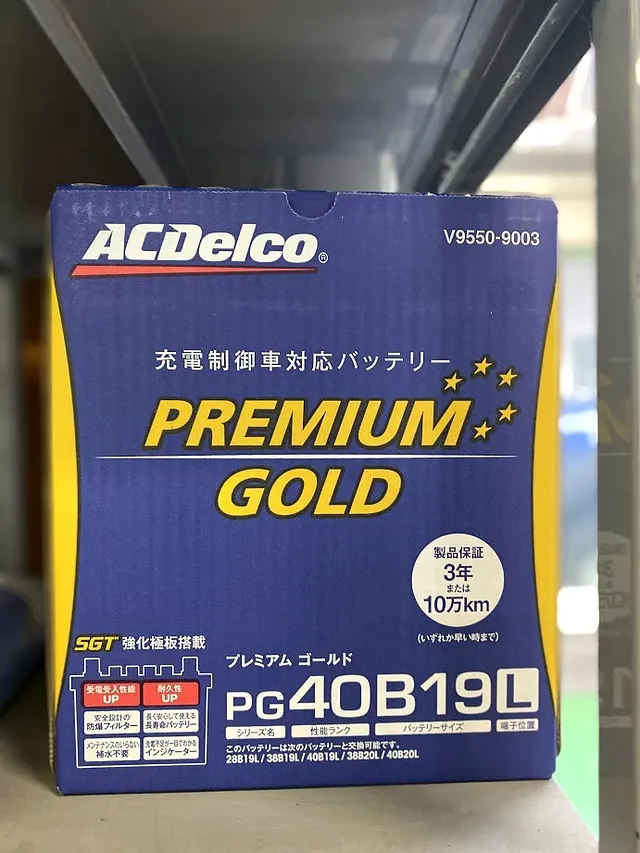 ACDelco®
V9550-9003
充電制御車対応バッテリー
PREMIUM
GOLD
製品保証
3年
または
10万km
(いずれか早い時まで)
SGT™ 強化極板搭載
受電受入性能
UP
耐久性
UP
安全設計の
防爆フィルター
長く安心して使える
長寿命バッテリー
メンテナンスのいらない
補水不要
充電不足が一目でわかる
インジケーター
プレミアム ゴールド
PG40B19L
シリーズ名
性能ランク
バッテリーサイズ
端子位置
このバッテリーは次のバッテリーと交換可能です。
28B19L / 38B19L / 40B19L / 38B20L / 40B20L